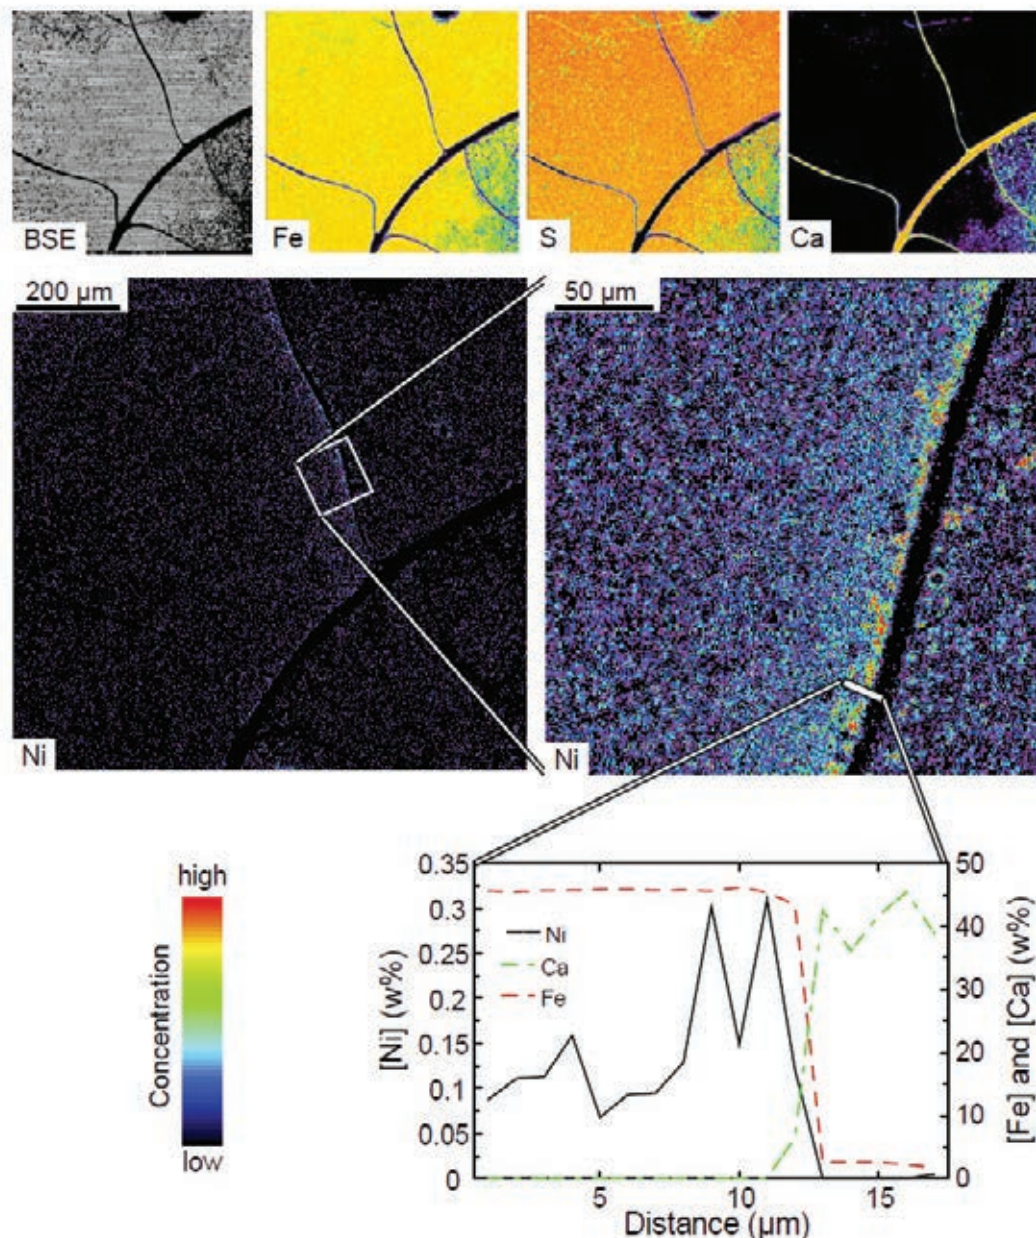 BSE
Fe
S
Ca
200 µm
50 µm
Ni
Ni
high
Concentration
low
0.35
0.3
0.25
0.2
0.15
0.1
0.05
0
[Ni] (w%)
Ni
Ca
Fe
50
40
30
20
10
0
[Fe] and [Ca] (w%)
5
10
15
Distance (µm)